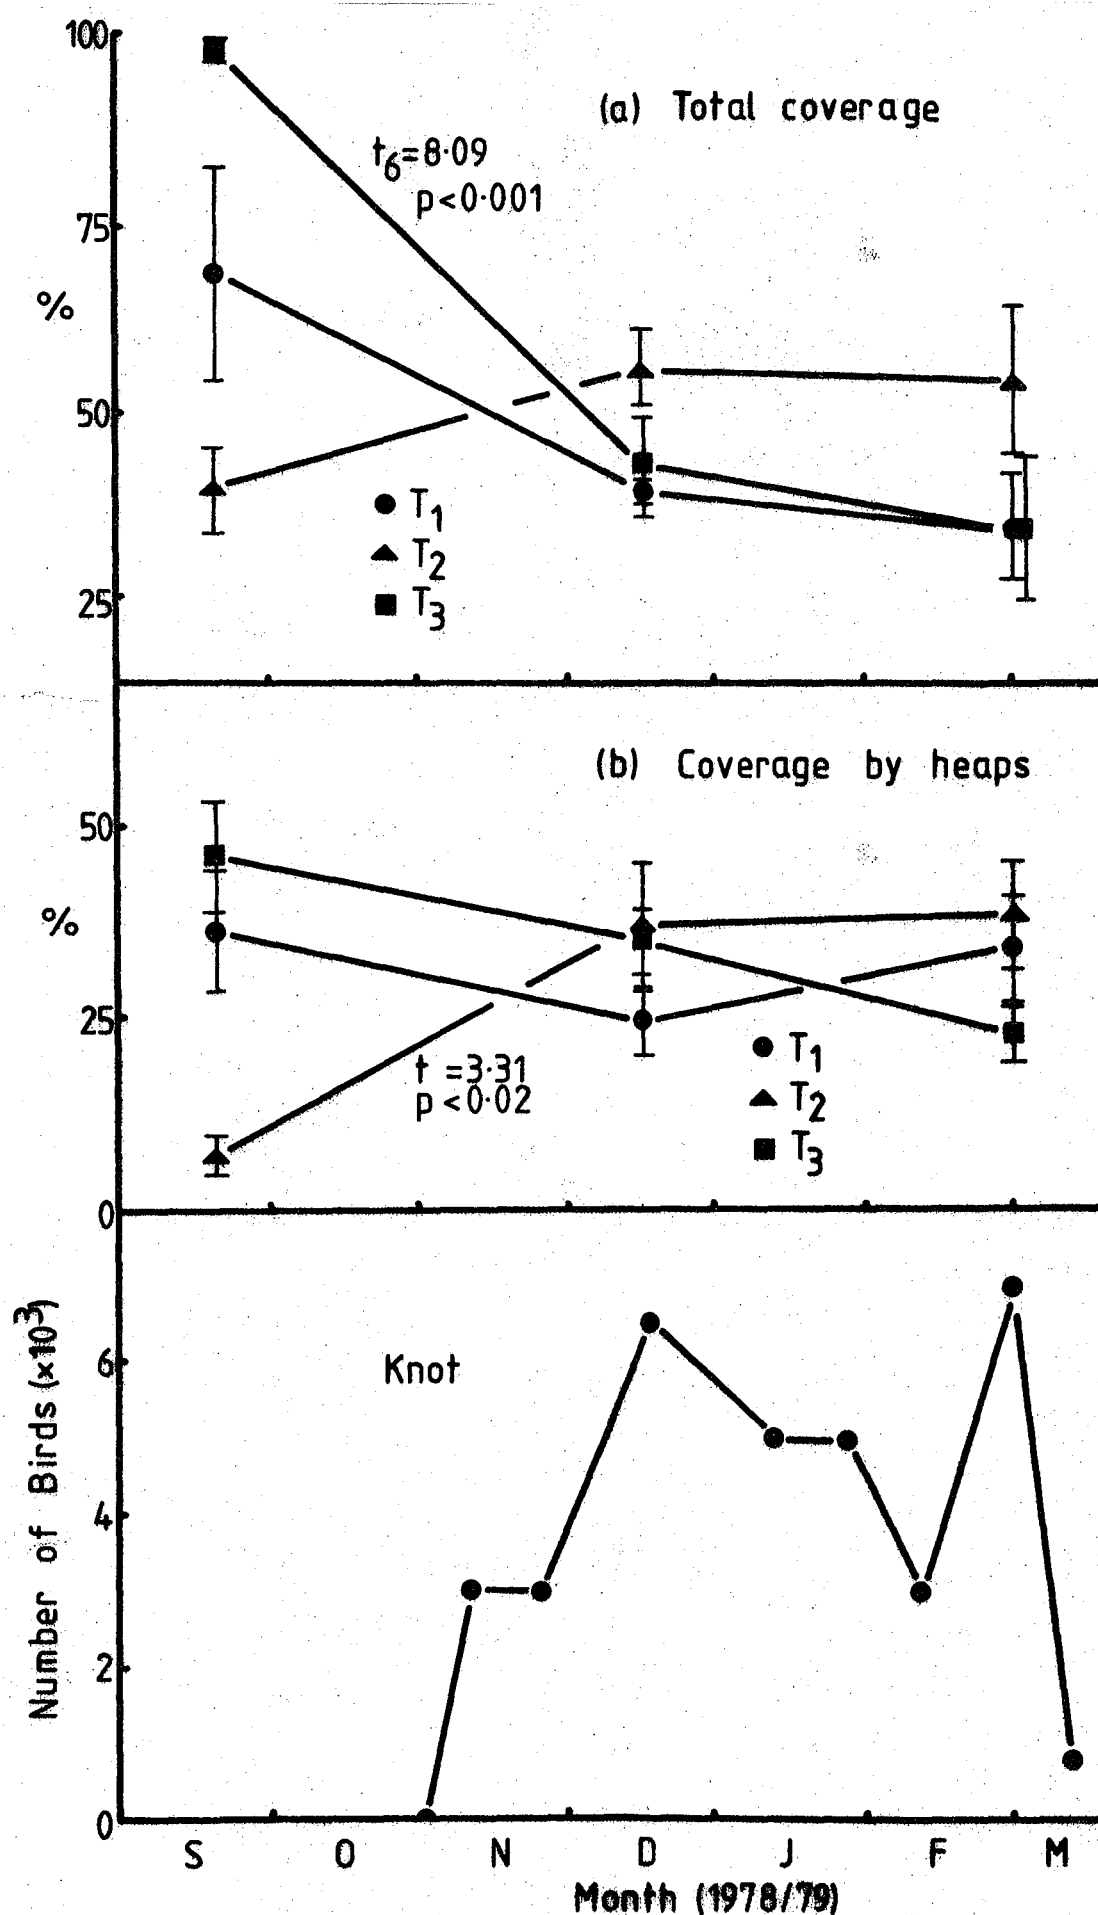 100
(a) Total coverage
t6=8·09
p<0·001
75
%
50
T1
T2
T3
25
(b) Coverage by heaps
50
%
25
t =3·31
p<0·02
T1
T2
T3
0
Number of Birds (x10³)
Knot
6
4
2
0
S O N D J F M
Month (1978/79)